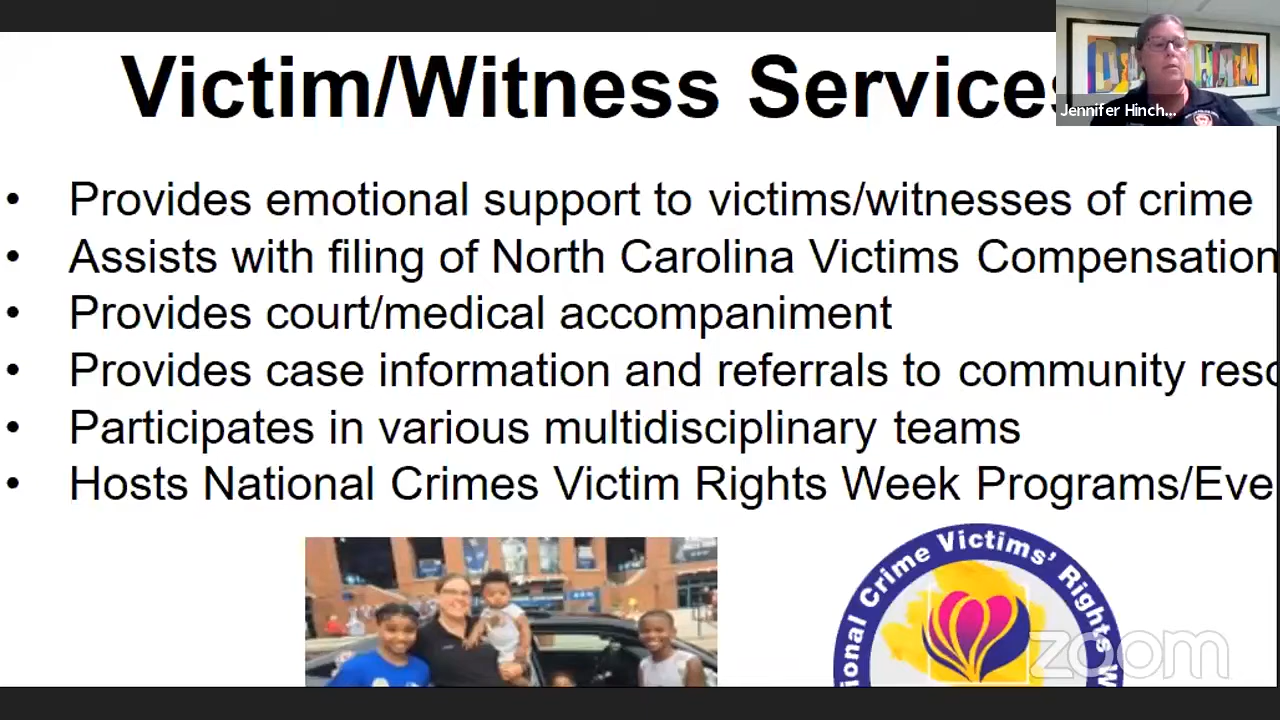 Victim/Witness Services
Jennifer Hinch...
• Provides emotional support to victims/witnesses of crime
• Assists with filing of North Carolina Victims Compensation
• Provides court/medical accompaniment
• Provides case information and referrals to community reso
• Participates in various multidisciplinary teams
• Hosts National Crimes Victim Rights Week Programs/Eve
ional Crime Victims' Rights W
zoom